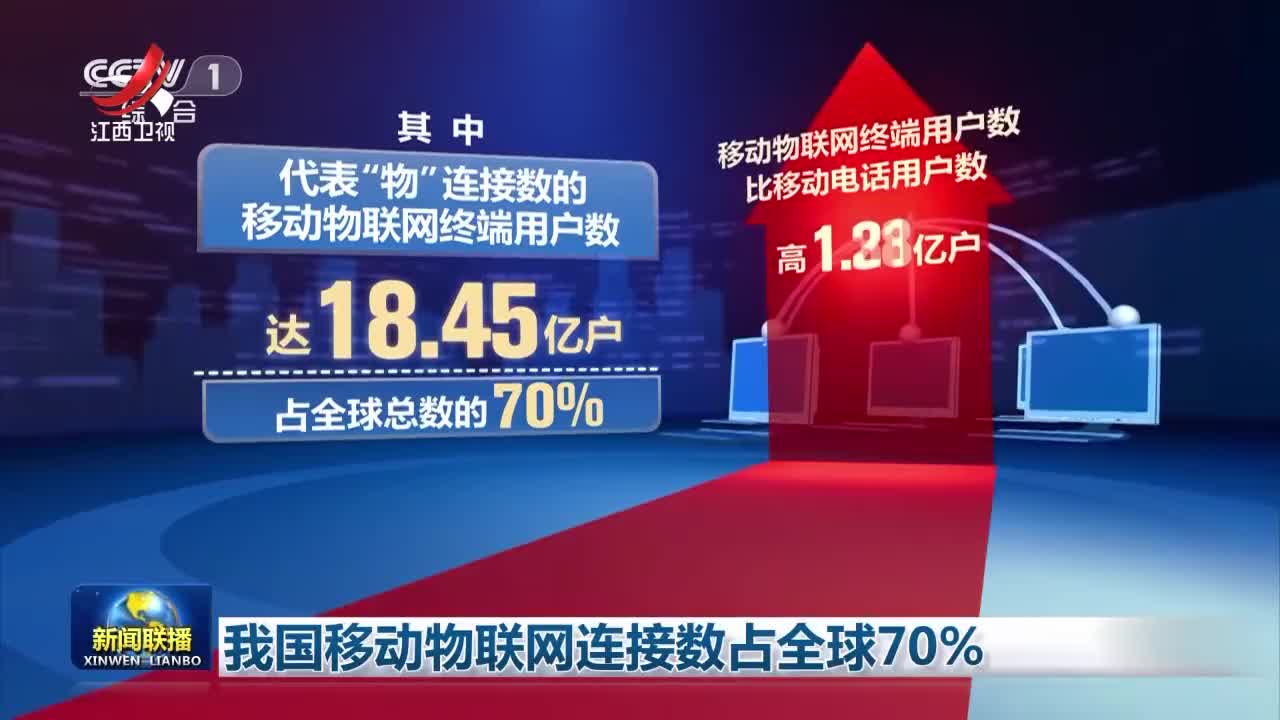 CCTV 1
综合
江西卫视
其中
代表“物”连接数的
移动物联网终端用户数
达18.45亿户
占全球总数的70%
移动物联网终端用户数
比移动电话用户数
高 亿户
新闻联播
XINWEN LIANBO
我国移动物联网连接数占全球70%